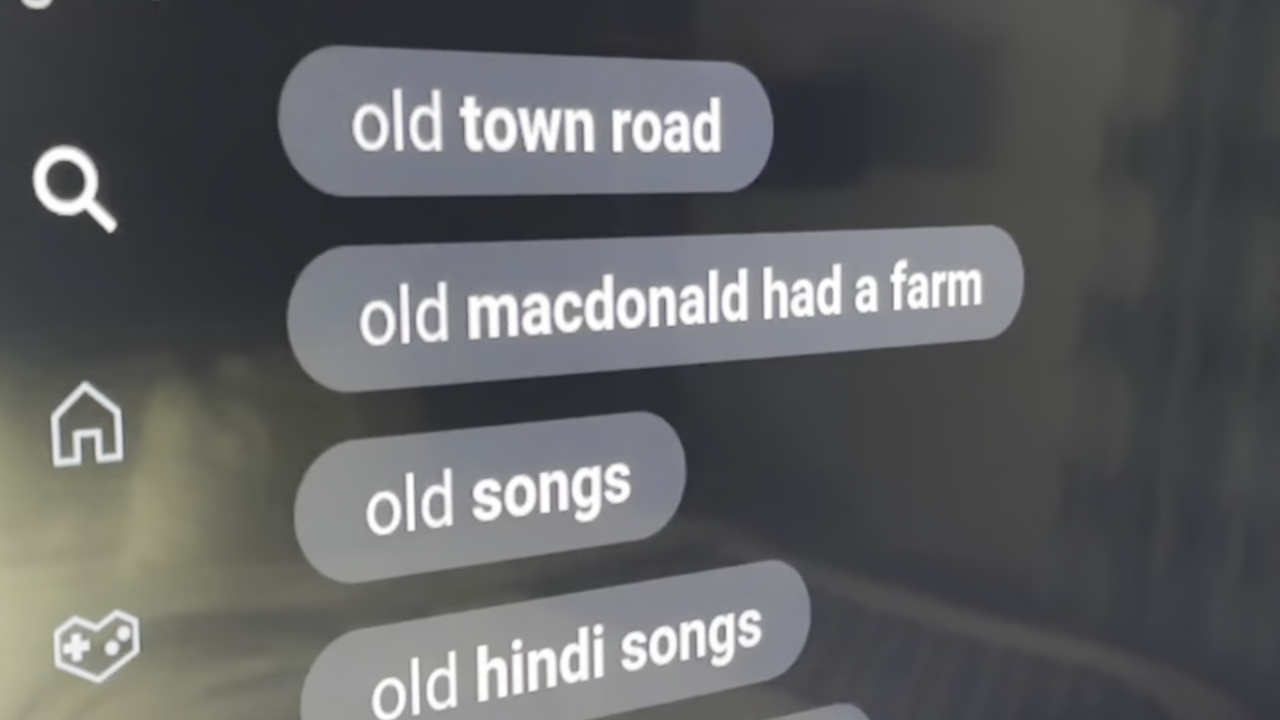 old town road
old macdonald had a farm
old songs
old hindi songs